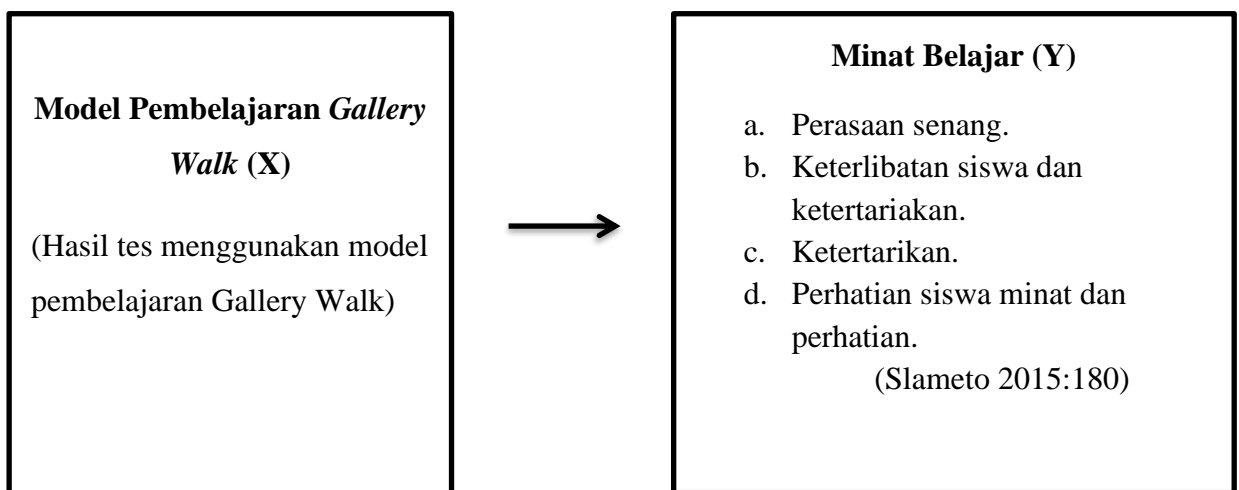 Model Pembelajaran Gallery
Walk (X)
(Hasil tes menggunakan model
pembelajaran Gallery Walk)
Minat Belajar (Y)
a. Perasaan senang.
b. Keterlibatan siswa dan
ketertariakan.
c. Ketertarikan.
d. Perhatian siswa minat dan
perhatian.
(Slameto 2015:180)